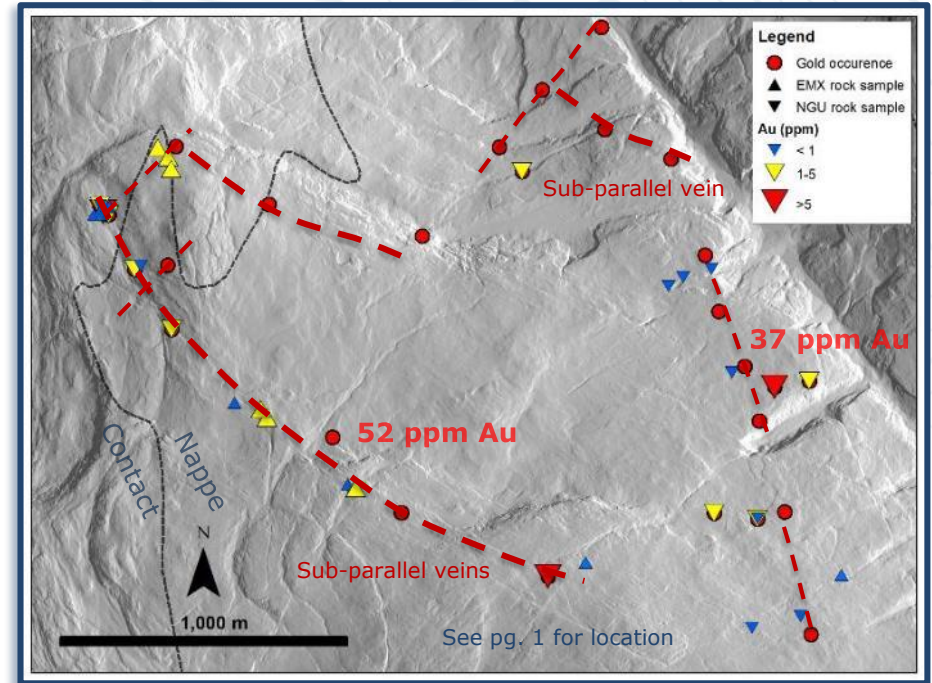 Legend
Gold occurence
EMX rock sample
NGU rock sample
Au (ppm)
< 1
1-5
>5
Sub-parallel vein
37 ppm Au
52 ppm Au
Contact
Nappe
N
Sub-parallel veins
1,000 m
See pg. 1 for location